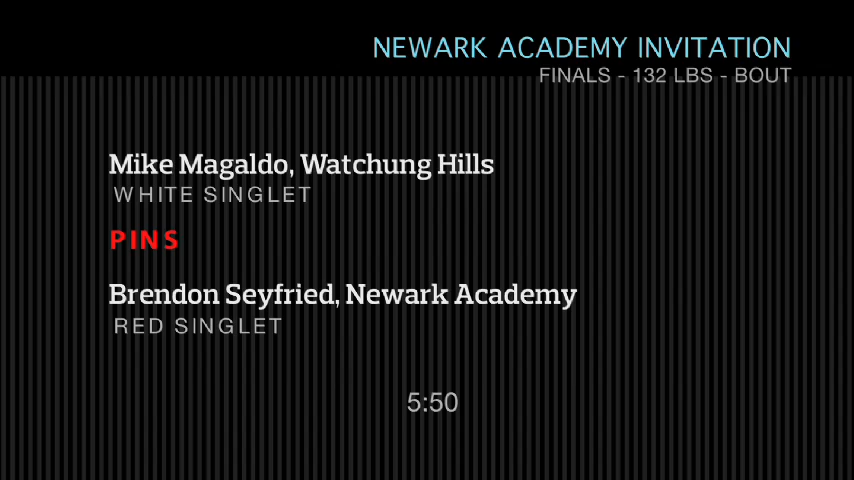 NEWARK ACADEMY INVITATION
FINALS - 132 LBS - BOUT
Mike Magaldo, Watchung Hills
WHITE SINGLET
PINS
Brendon Seyfried, Newark Academy
RED SINGLET
5:50